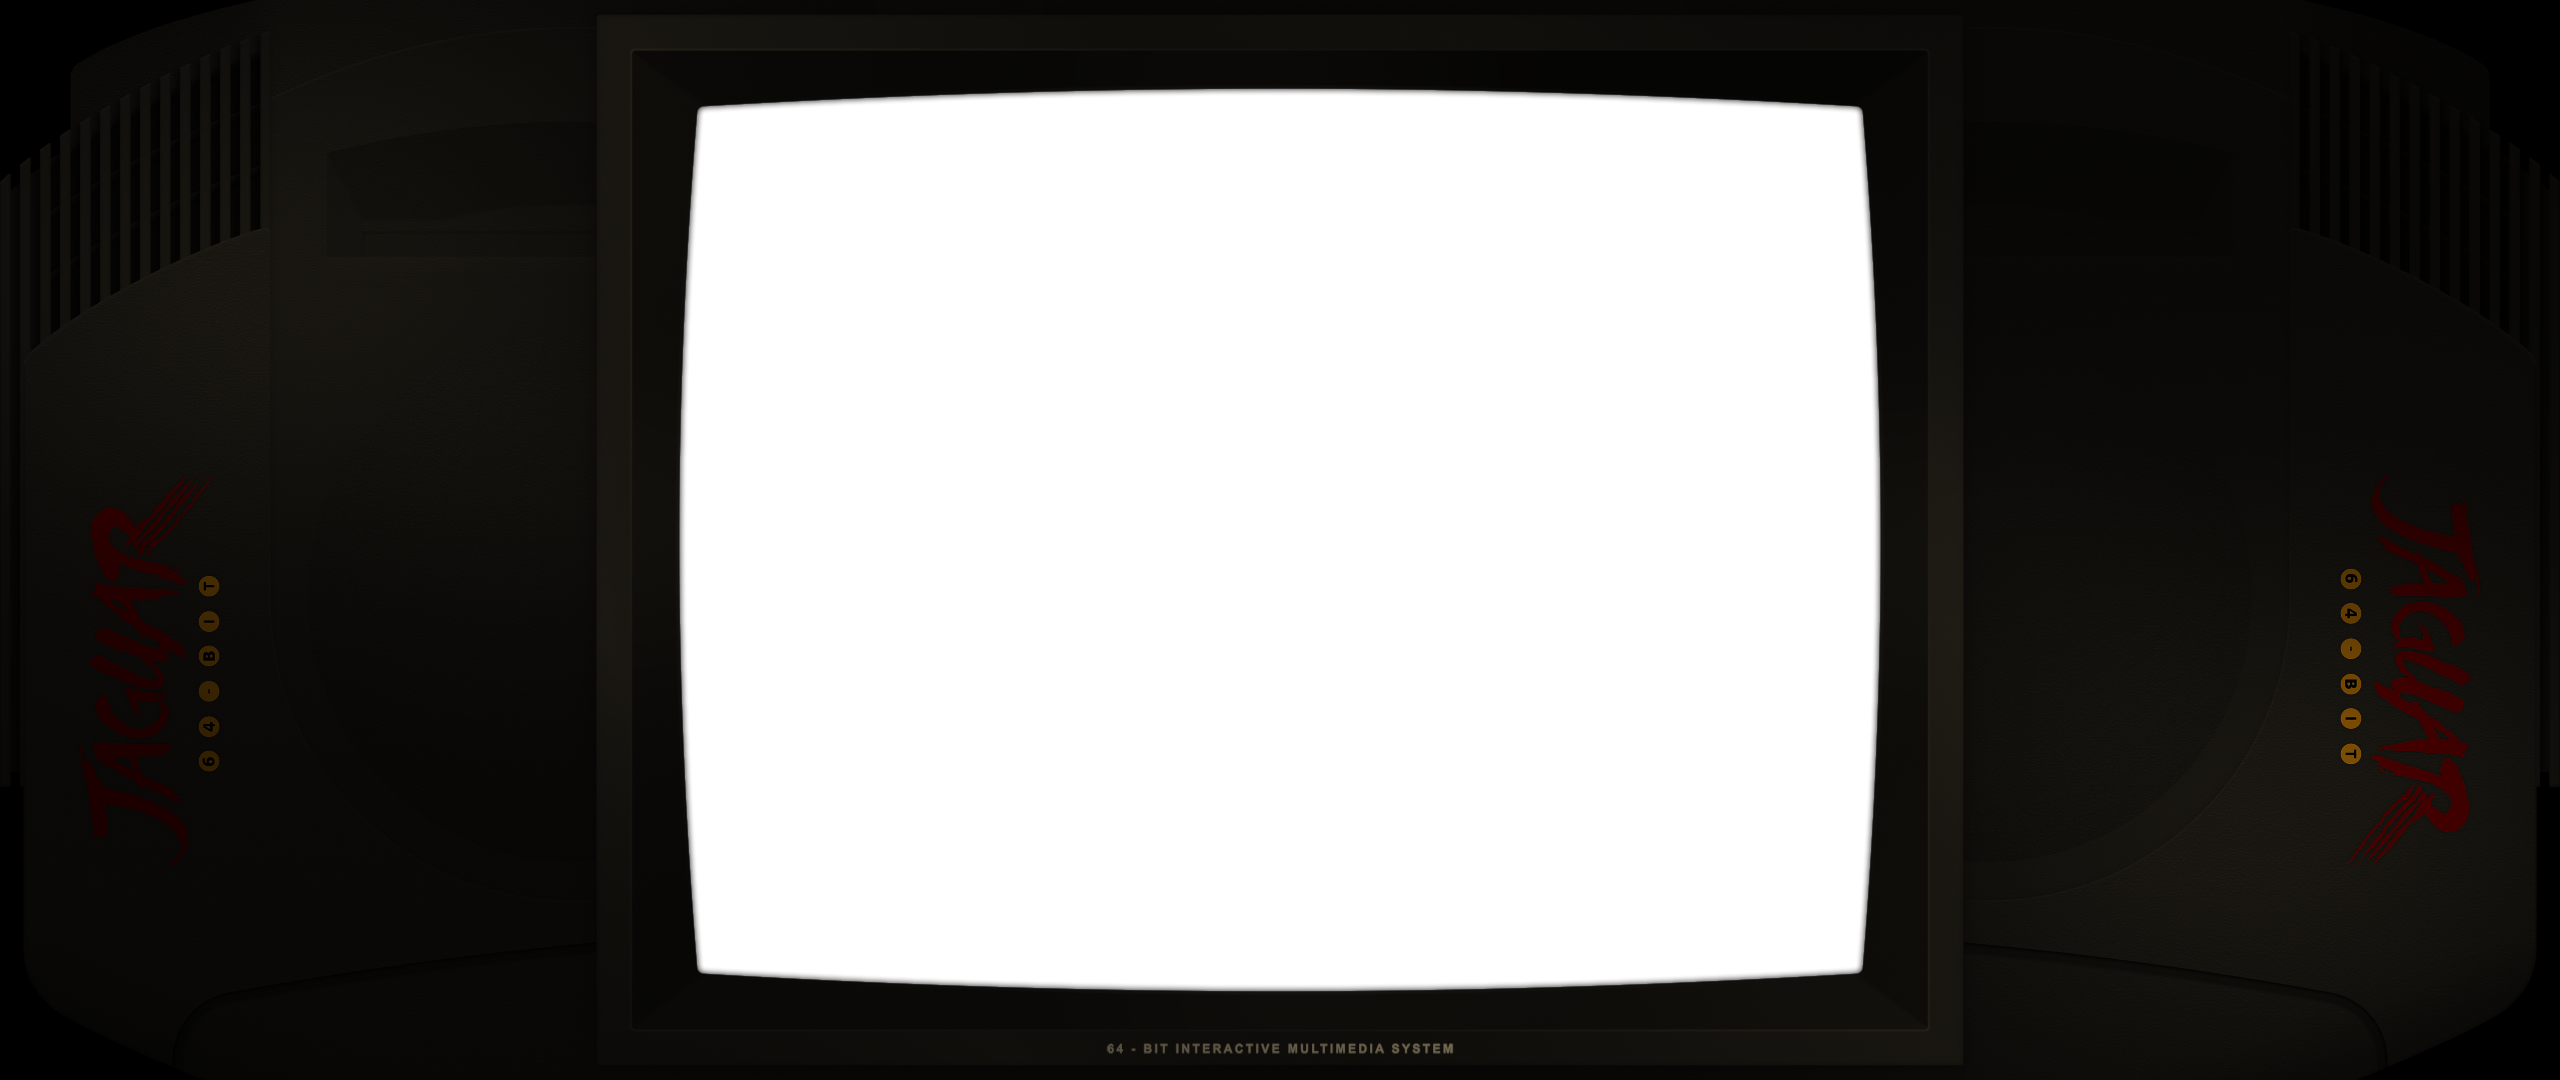 JAGUAR
64-BIT
JAGUAR
64-BIT
64 - BIT INTERACTIVE MULTIMEDIA SYSTEM